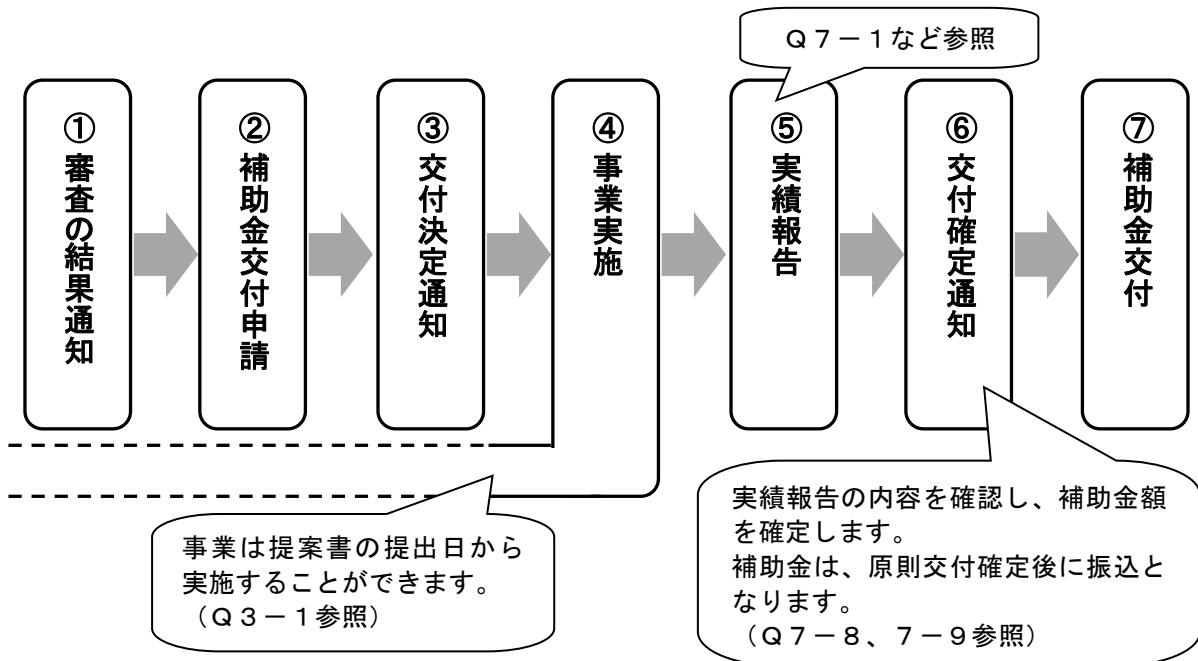 Q７－１など参照
①審査の結果通知
②補助金交付申請
③交付決定通知
④事業実施
⑤実績報告
⑥交付確定通知
⑦補助金交付
事業は提案書の提出日から
実施することができます。
（Q３－１参照）
実績報告の内容を確認し、補助金額
を確定します。
補助金は、原則交付確定後に振込と
なります。
（Q７－８、７－９参照）